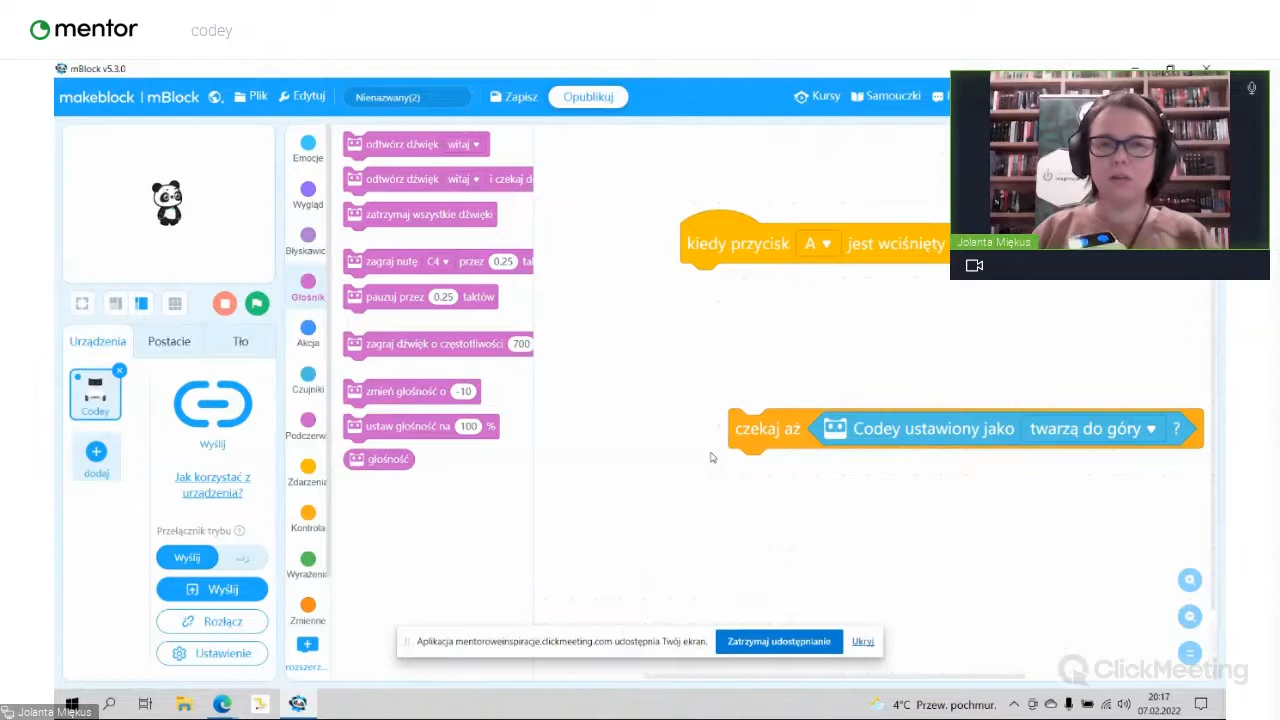 mentor codey
mBlock v5.3.0
makeblock | mBlock Plik Edytuj Nienazwany(2) Zapisz Opublikuj Kursy Samouczki
Emocje
Wygląd
Błyskawic
Głośnik
Akcja
Czujniki
Podczerw
Zdarzenia
Kontrola
Wyrażenia
Zmienne
rozszerz...
odtwórz dźwięk witaj
odtwórz dźwięk witaj i czekaj
zatrzymaj wszystkie dźwięki
zagraj nutę C4 przez 0.25
pauzuj przez 0.25 taktów
zagraj dźwięk o częstotliwości 700
zmień głośność o -10
ustaw głośność na 100 %
głośność
kiedy przycisk A jest wciśnięty
czekaj aż Codey ustawiony jako twarzą do góry ?
Jolanta Miękus
Urządzenia Postacie Tło
Codey
dodaj
Wyślij
Jak korzystać z
urządzenia?
Przełącznik trybu ?
Wyślij
Wyślij
Rozłącz
Ustawienie
Aplikacja mentoroweinspiracje.clickmeeting.com udostępnia Twój ekran. Zatrzymaj udostępnianie Ukryj
ClickMeeting
4°C Przew. pochmur. 20:17
07.02.2022
Jolanta Miękus